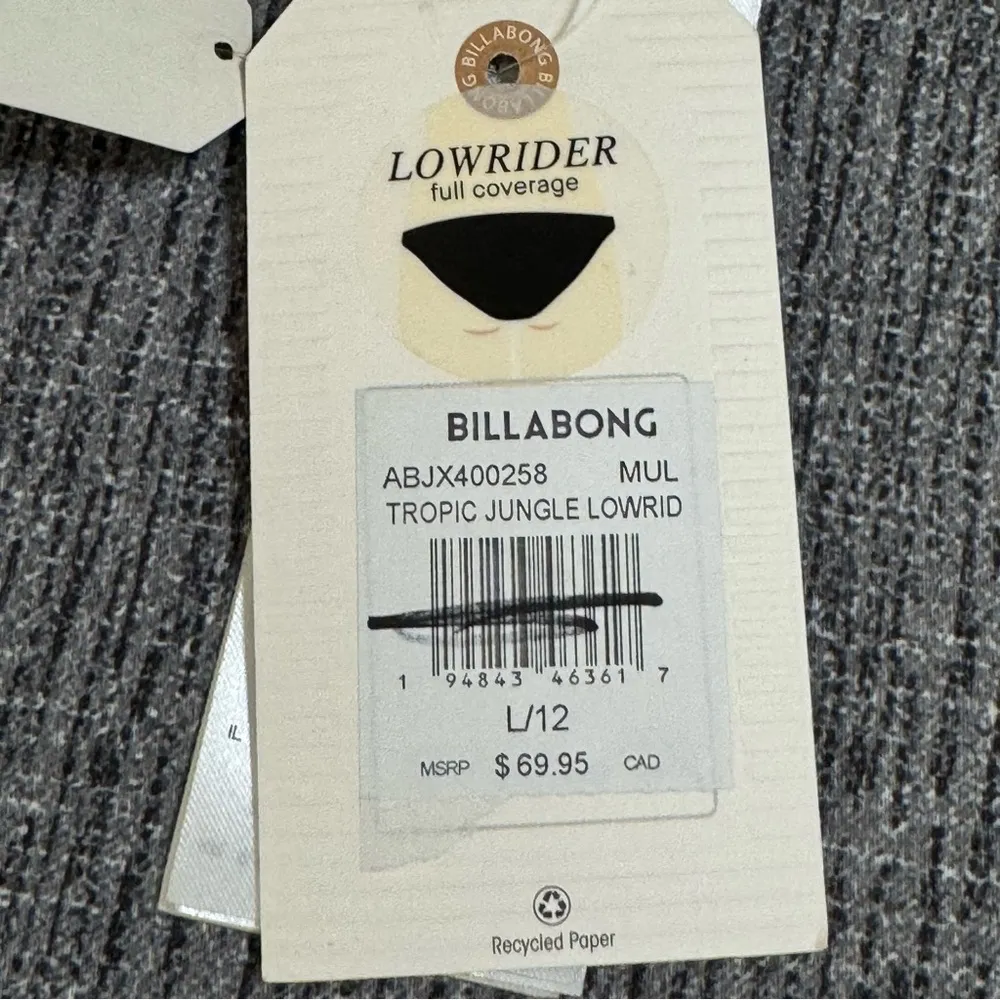 BILLABONG
LOWRIDER
full coverage
BILLABONG
ABJX400258 MUL
TROPIC JUNGLE LOWRID
1 94843 46361 7
L/12
MSRP $69.95 CAD
IL
Recycled Paper